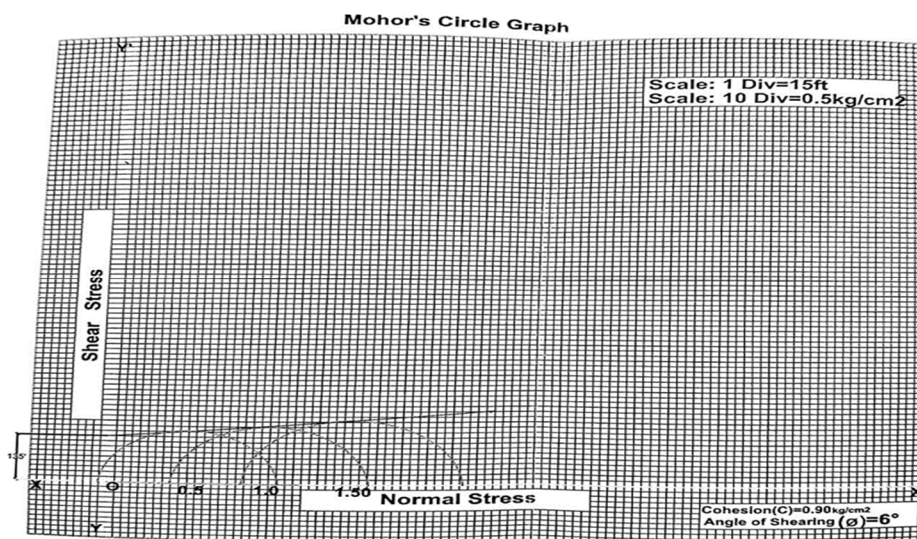 Mohor's Circle Graph
Y'
Scale: 1 Div=15ft
Scale: 10 Div=0.5kg/cm2
Shear Stress
135'
X
O
0.5
1.0
1.50
Normal Stress
Y
Cohesion(C)=0.90kg/cm2
Angle of Shearing (Ø)=6°